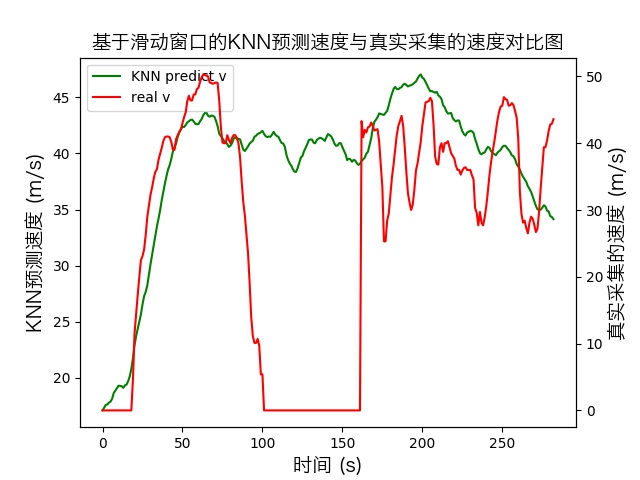 基于滑动窗口的KNN预测速度与真实采集的速度对比图
KNN predict v
real v
KNN预测速度 (m/s)
45
40
35
30
25
20
真实采集的速度 (m/s)
50
40
30
20
10
0
0 50 100 150 200 250
时间 (s)